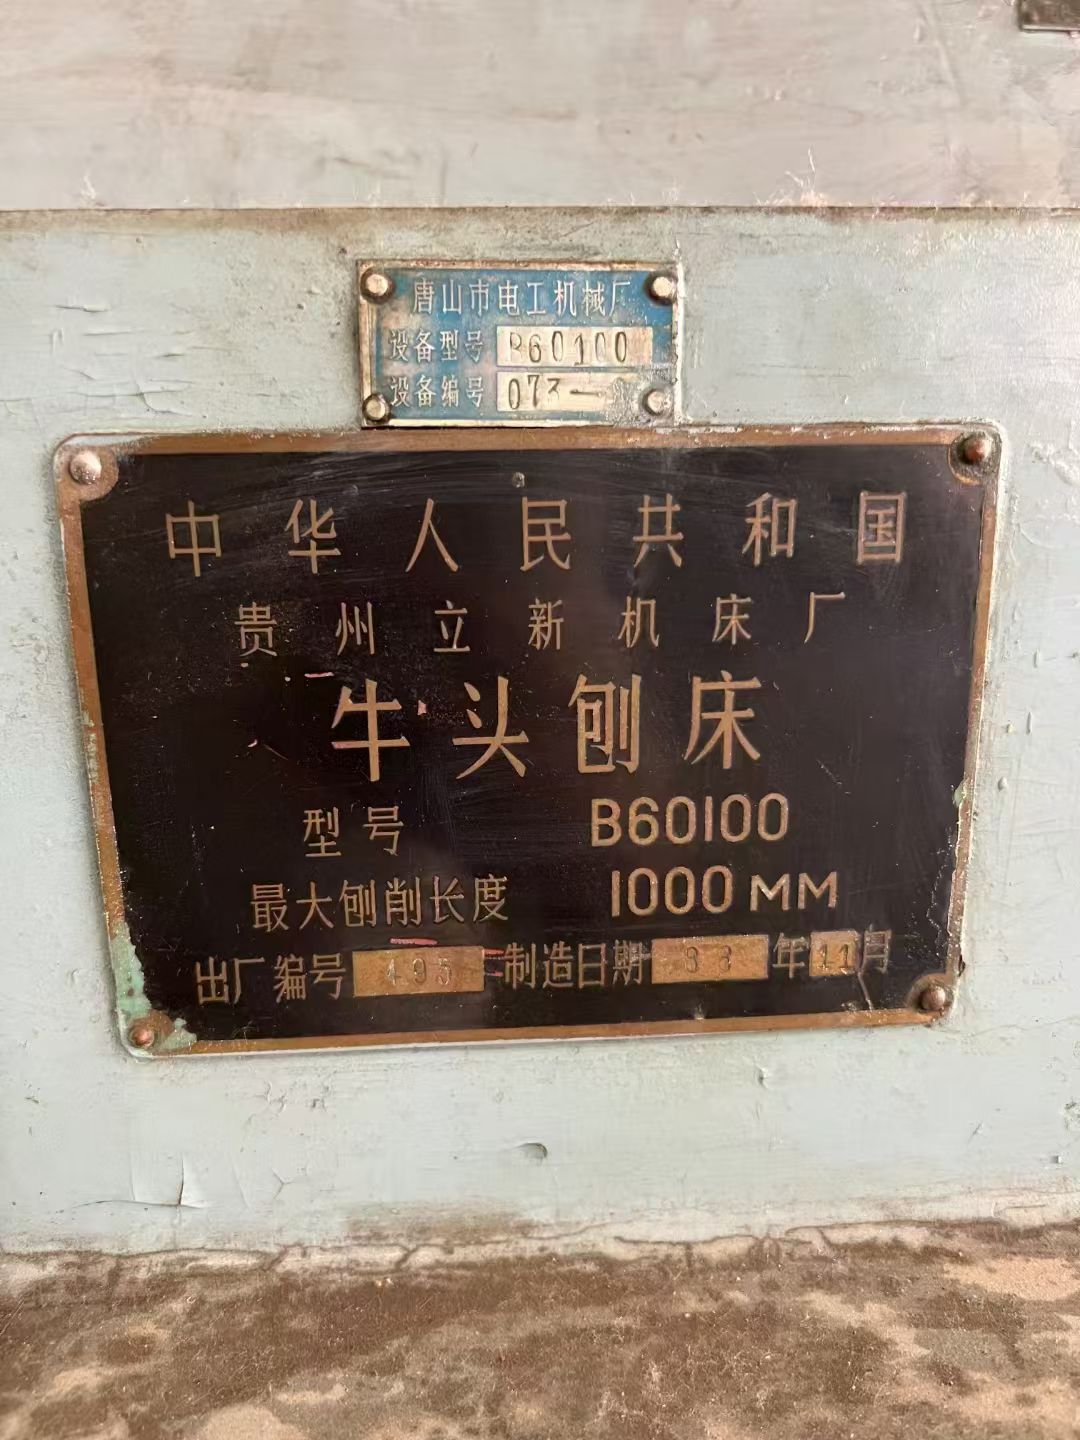 唐山市电工机械厂
设备型号 B60100
设备编号 073—
中华人民共和国
贵州立新机床厂
牛头刨床
型号 B60100
最大刨削长度 1000 MM
出厂编号 495 制造日期 88 年 11 月